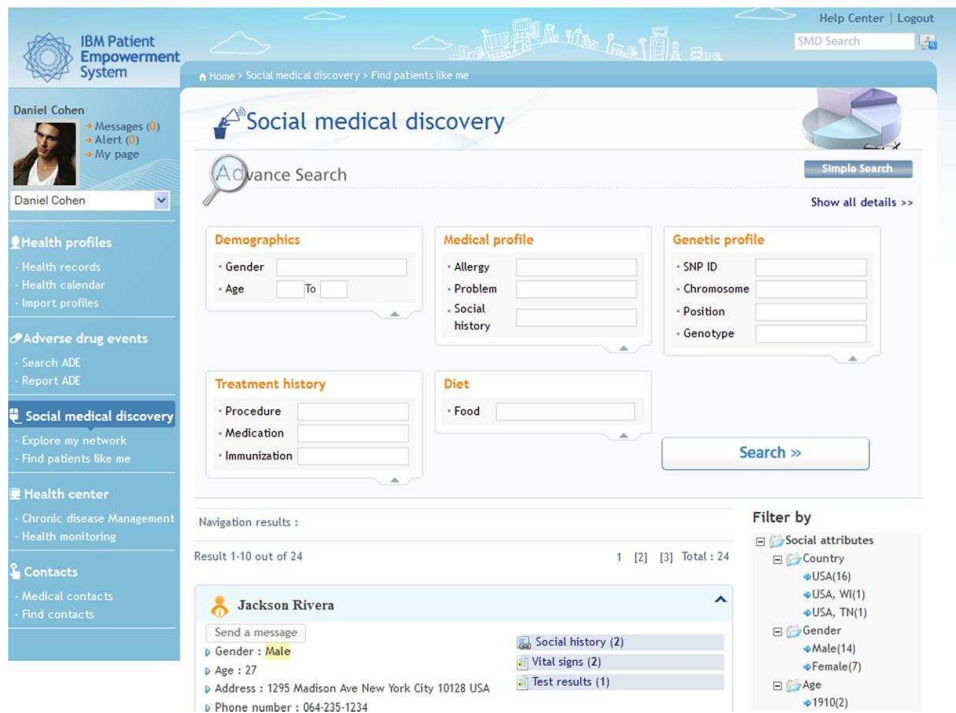 Help Center | Logout
IBM Patient
Empowerment
System
SMD Search
Home > Social medical discovery > Find patients like me
Daniel Cohen
Messages (0)
Alert (0)
My page
Daniel Cohen
Health profiles
- Health records
- Health calendar
- Import profiles
Adverse drug events
- Search ADE
- Report ADE
Social medical discovery
- Explore my network
- Find patients like me
Health center
- Chronic disease Management
- Health monitoring
Contacts
- Medical contacts
- Find contacts
Social medical discovery
Advance Search
Simple Search
Show all details >>
Demographics
Gender
Age To
Medical profile
Allergy
Problem
Social
history
Genetic profile
SNP ID
Chromosome
Position
Genotype
Treatment history
Procedure
Medication
Immunization
Diet
Food
Search »
Navigation results :
Result 1-10 out of 24
1 [2] [3] Total : 24
Jackson Rivera
Send a message
Gender : Male
Age : 27
Address : 1295 Madison Ave New York City 10128 USA
Phone number : 064-235-1234
Social history (2)
Vital signs (2)
Test results (1)
Filter by
Social attributes
Country
USA(16)
USA, WI(1)
USA, TN(1)
Gender
Male(14)
Female(7)
Age
1910(2)